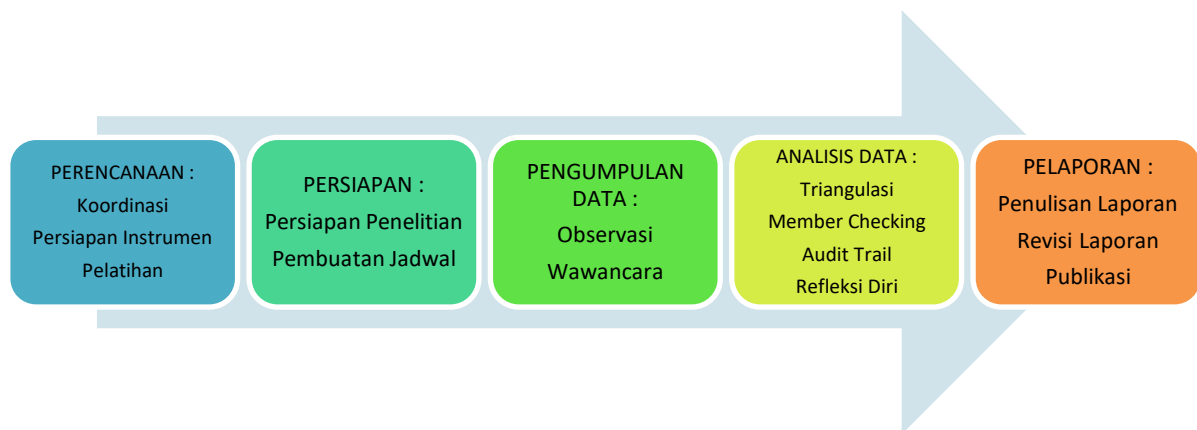 PERENCANAAN :
Koordinasi
Persiapan Instrumen
Pelatihan
PERSIAPAN :
Persiapan Penelitian
Pembuatan Jadwal
PENGUMPULAN
DATA :
Observasi
Wawancara
ANALISIS DATA :
Triangulasi
Member Checking
Audit Trail
Refleksi Diri
PELAPORAN :
Penulisan Laporan
Revisi Laporan
Publikasi